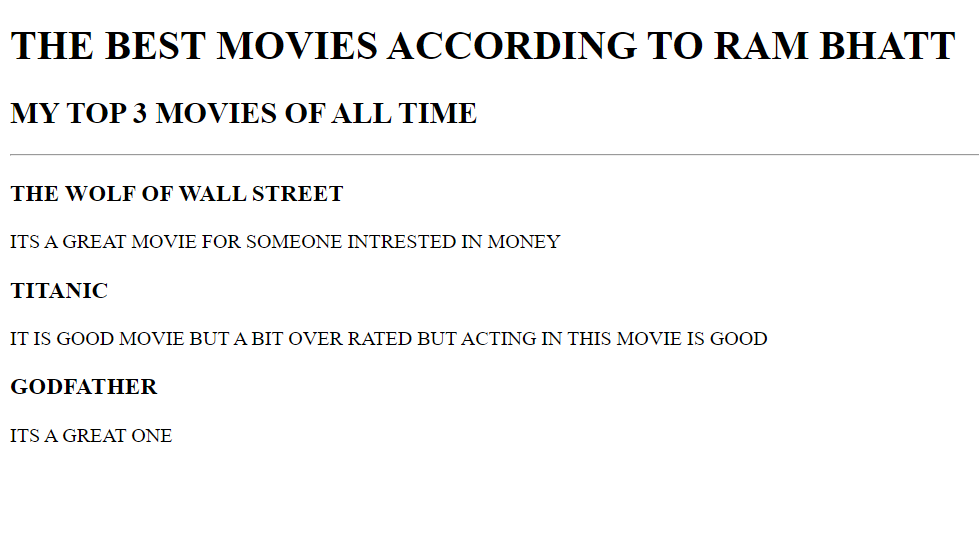 THE BEST MOVIES ACCORDING TO RAM BHATT
MY TOP 3 MOVIES OF ALL TIME
THE WOLF OF WALL STREET
ITS A GREAT MOVIE FOR SOMEONE INTRESTED IN MONEY
TITANIC
IT IS GOOD MOVIE BUT A BIT OVER RATED BUT ACTING IN THIS MOVIE IS GOOD
GODFATHER
ITS A GREAT ONE